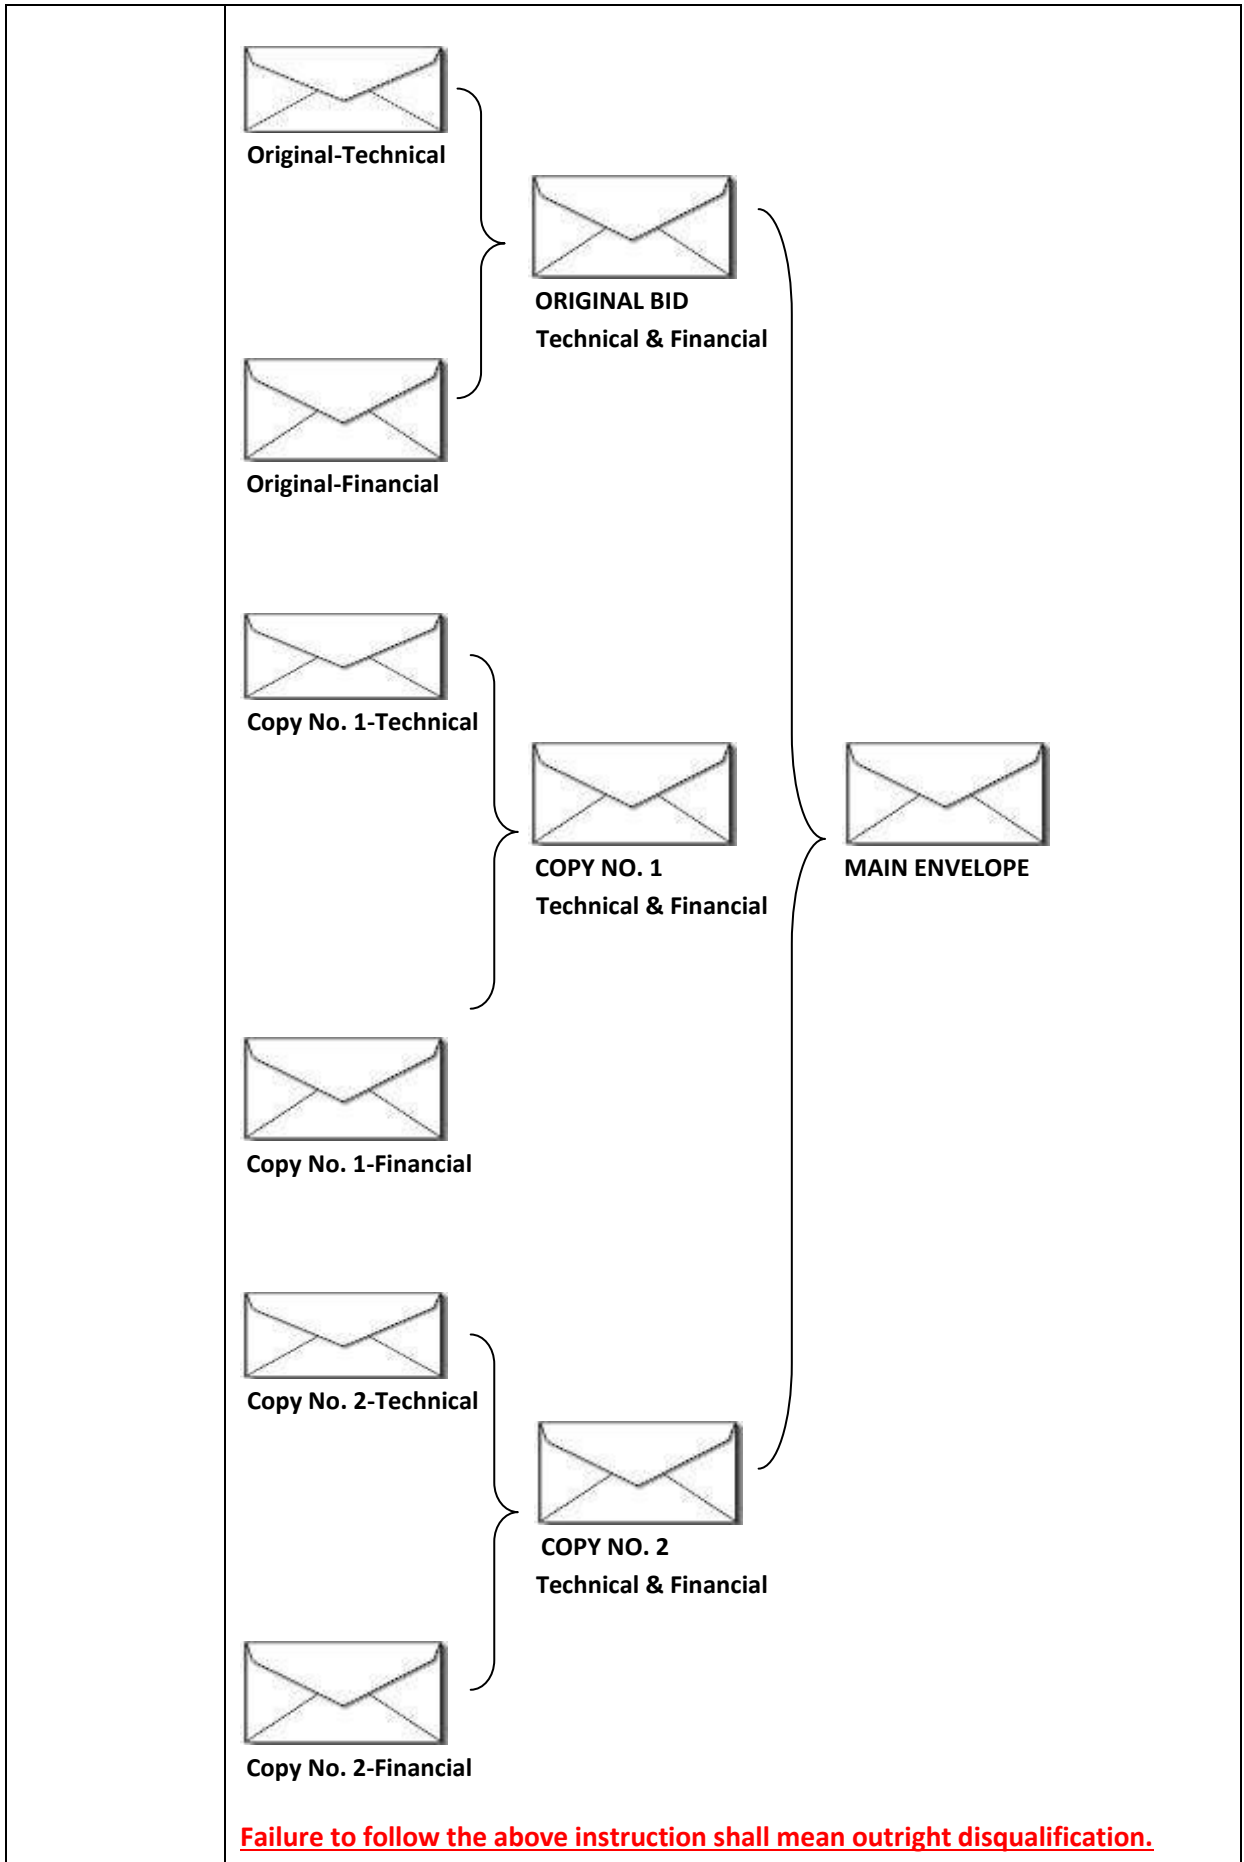 Original-Technical
ORIGINAL BID
Technical & Financial
Original-Financial
Copy No. 1-Technical
COPY NO. 1
Technical & Financial
MAIN ENVELOPE
Copy No. 1-Financial
Copy No. 2-Technical
COPY NO. 2
Technical & Financial
Copy No. 2-Financial
Failure to follow the above instruction shall mean outright disqualification.